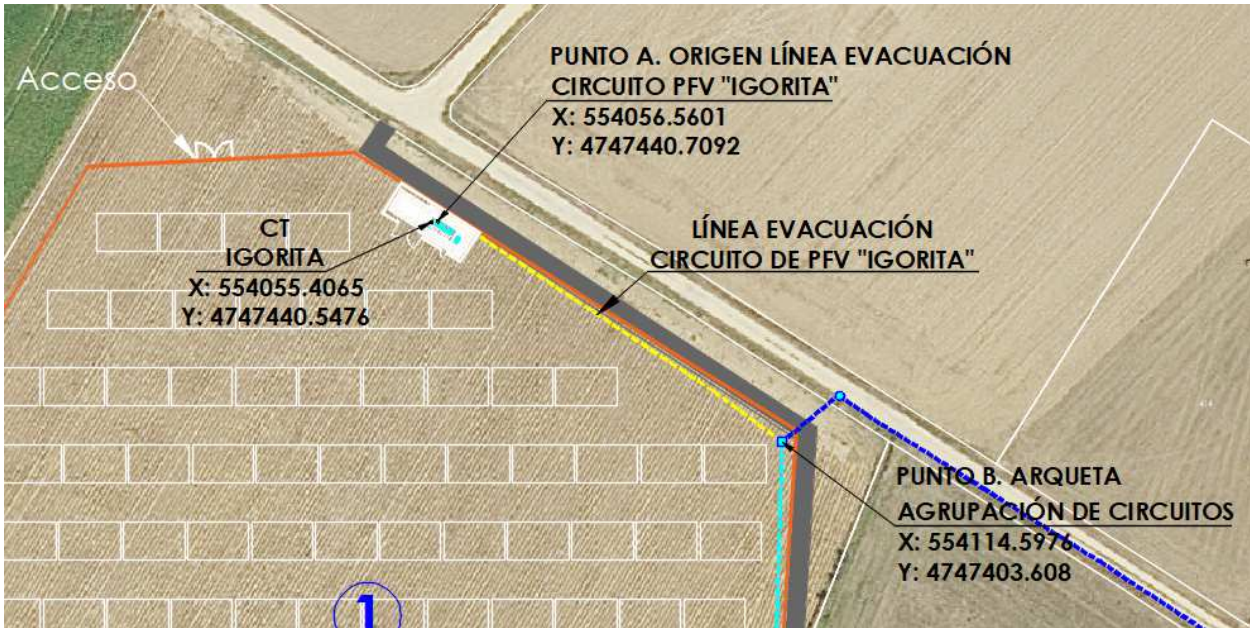 Acceso
PUNTO A. ORIGEN LÍNEA EVACUACIÓN
CIRCUITO PFV "IGORITA"
X: 554056.5601
Y: 4747440.7092
CT
IGORITA
X: 554055.4065
Y: 4747440.5476
LÍNEA EVACUACIÓN
CIRCUITO DE PFV "IGORITA"
PUNTO B. ARQUETA
AGRUPACIÓN DE CIRCUITOS
X: 554114.5976
Y: 4747403.608
1